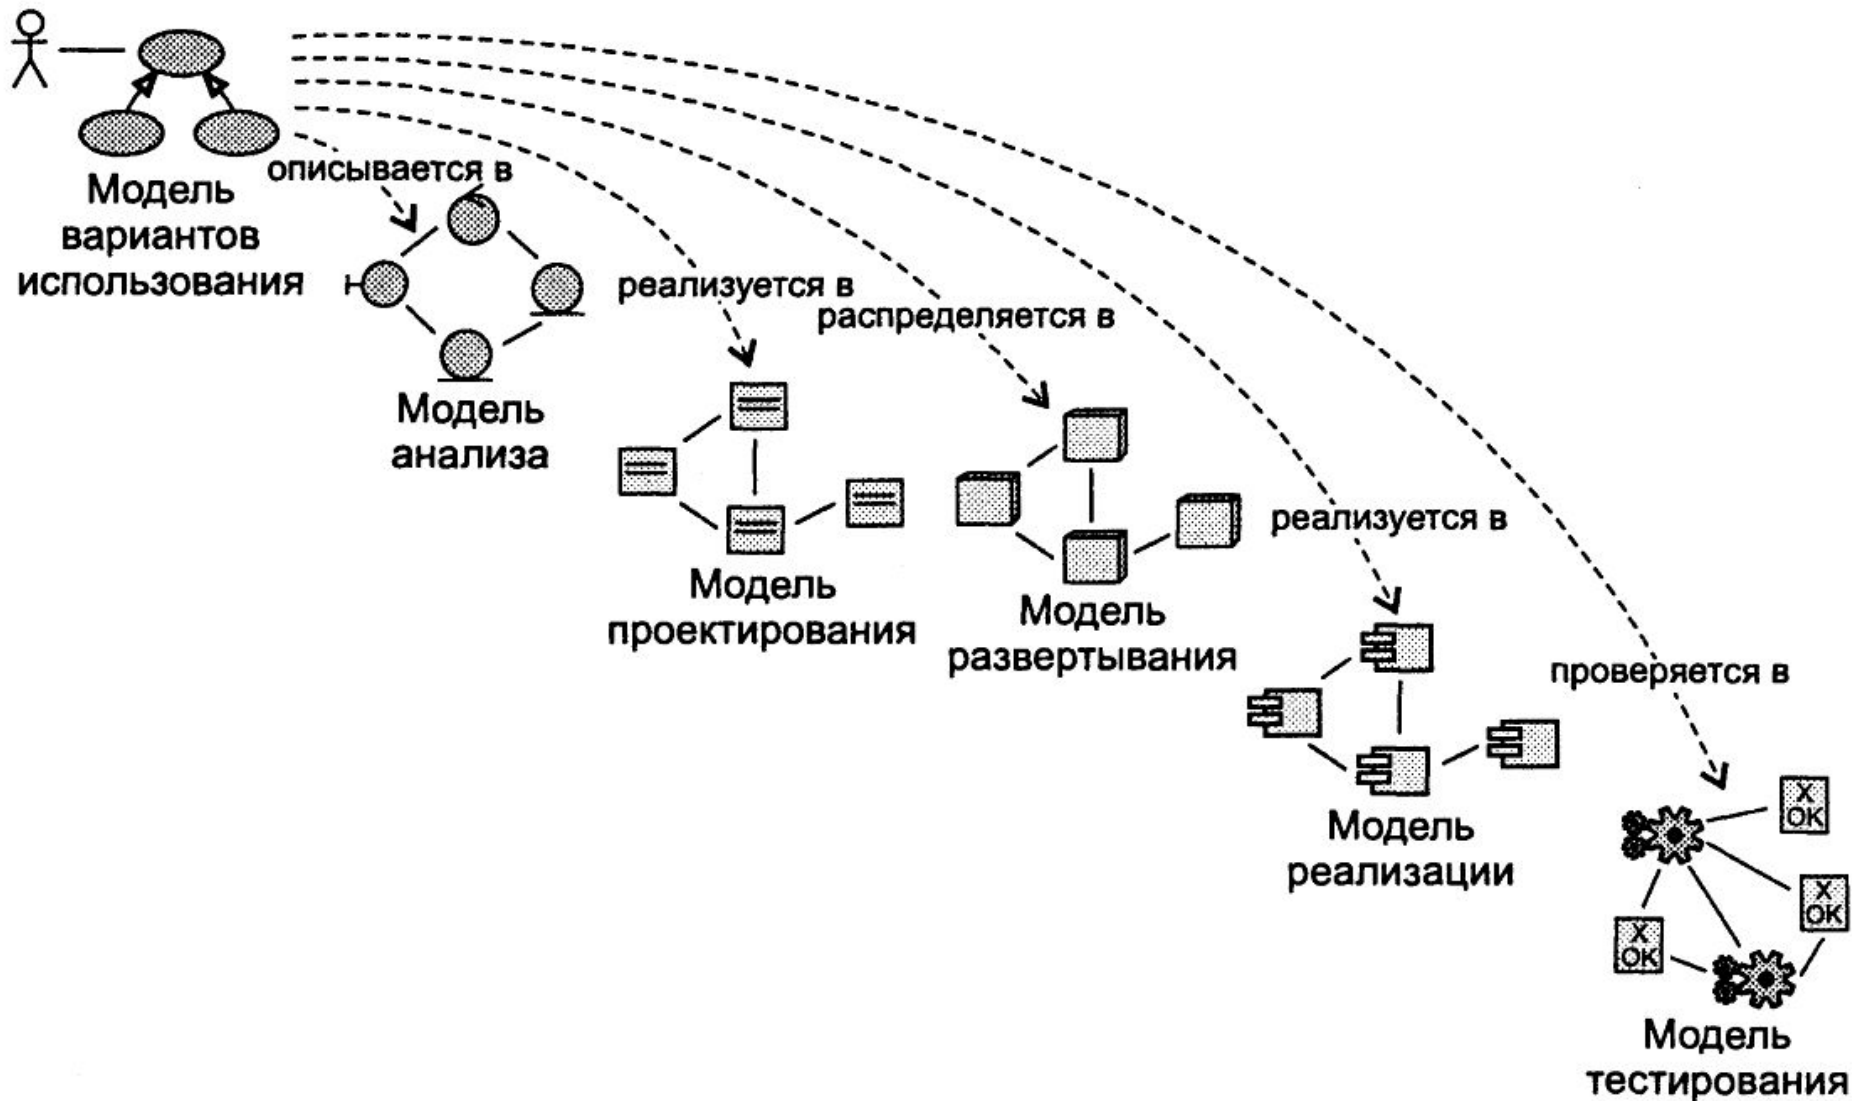 Модель
вариантов
использования
описывается в
Модель
анализа
реализуется в
Модель
проектирования
распределяется в
Модель
развертывания
реализуется в
Модель
реализации
проверяется в
X
OK
X
OK
X
OK
Модель
тестирования